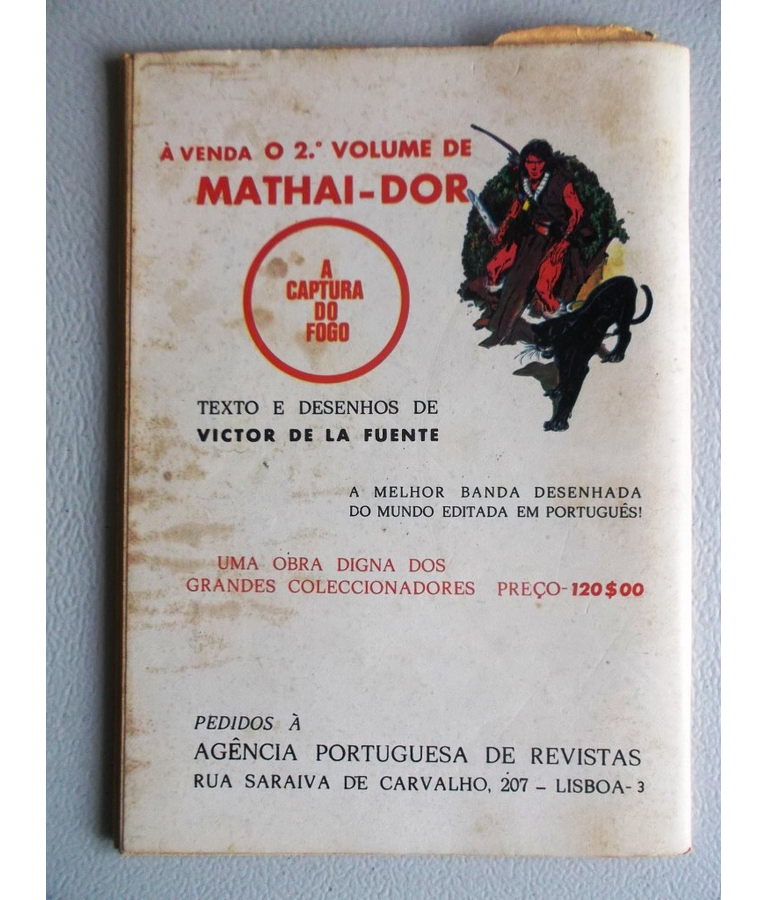 À VENDA O 2.º VOLUME DE
MATHAI-DOR
A
CAPTURA
DO
FOGO
TEXTO E DESENHOS DE
VICTOR DE LA FUENTE
A MELHOR BANDA DESENHADA
DO MUNDO EDITADA EM PORTUGUÊS!
UMA OBRA DIGNA DOS
GRANDES COLECCIONADORES PREÇO-120$00
PEDIDOS À
AGÊNCIA PORTUGUESA DE REVISTAS
RUA SARAIVA DE CARVALHO, 207 – LISBOA-3